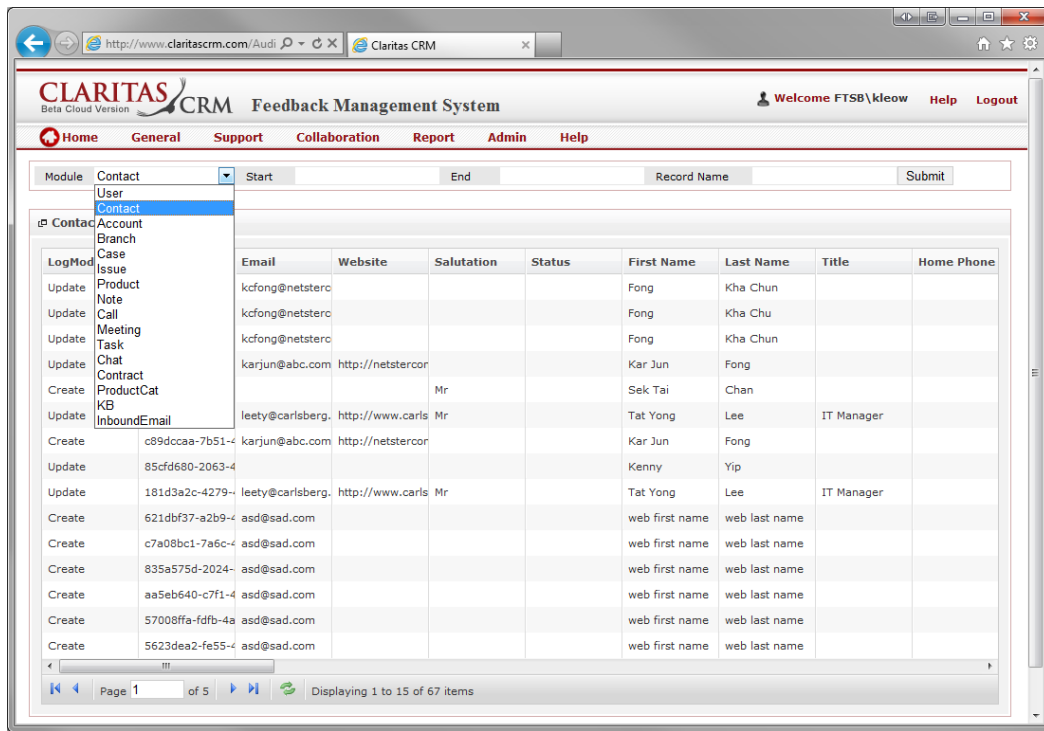 http://www.claritascrm.com/Audi
Claritas CRM
CLARITAS CRM
Beta Cloud Version
Feedback Management System
Welcome FTSB\kleow Help Logout
Home General Support Collaboration Report Admin Help
Module Contact Start End Record Name Submit
User
Contact
Account
Branch
Case
Issue
Product
Note
Call
Meeting
Task
Chat
Contract
ProductCat
KB
InboundEmail
Contac
LogMod Email Website Salutation Status First Name Last Name Title Home Phone
Update kcfong@netsterc Fong Kha Chun
Update kcfong@netsterc Fong Kha Chu
Update kcfong@netsterc Fong Kha Chun
Update karjun@abc.com http://netstercor Kar Jun Fong
Create Mr Sek Tai Chan
Update leety@carlsberg. http://www.carls Mr Tat Yong Lee IT Manager
Create c89dccaa-7b51-4 karjun@abc.com http://netstercor Kar Jun Fong
Update 85cfd680-2063-4 Kenny Yip
Update 181d3a2c-4279- leety@carlsberg. http://www.carls Mr Tat Yong Lee IT Manager
Create 621dbf37-a2b9-4 asd@sad.com web first name web last name
Create c7a08bc1-7a6c-4 asd@sad.com web first name web last name
Create 835a575d-2024- asd@sad.com web first name web last name
Create aa5eb640-c7f1-4 asd@sad.com web first name web last name
Create 57008ffa-fdfb-4a asd@sad.com web first name web last name
Create 5623dea2-fe55-4 asd@sad.com web first name web last name
Page 1 of 5 Displaying 1 to 15 of 67 items